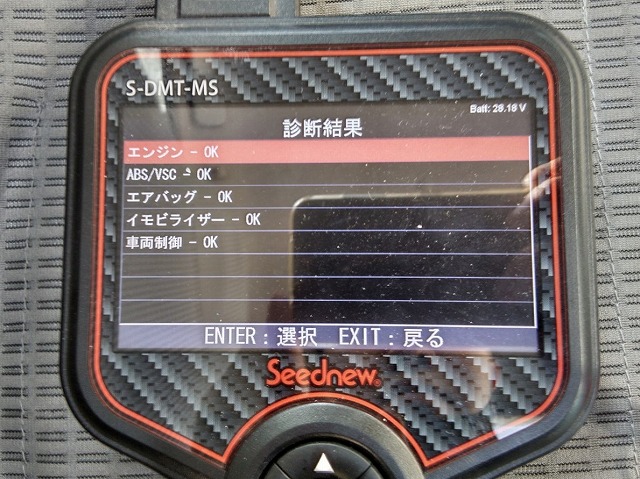 S-DMT-MS
Batt: 28.18 V
診断結果
エンジン - OK
ABS/VSC - OK
エアバッグ - OK
イモビライザー - OK
車両制御 - OK
ENTER：選択 EXIT：戻る
Seednew®